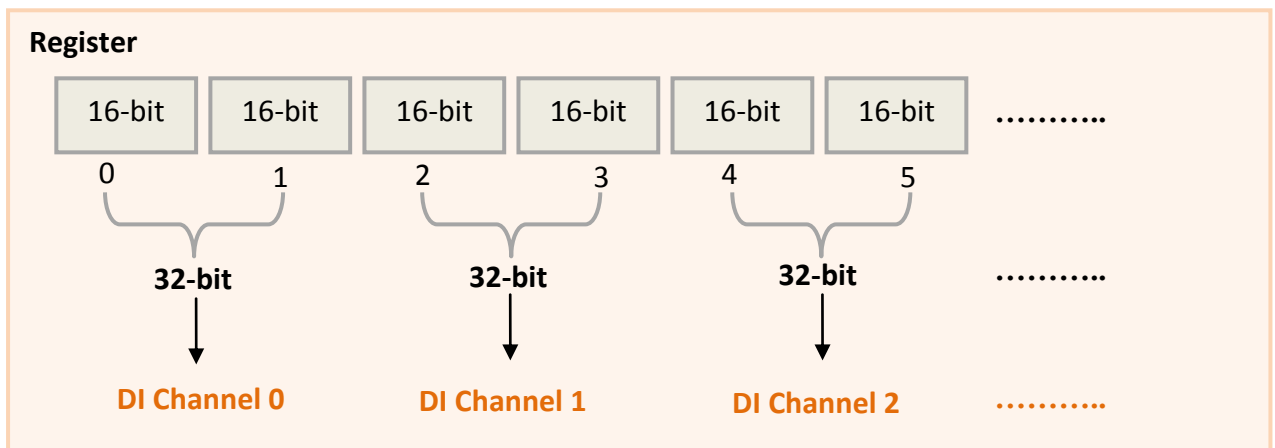 Register
16-bit 16-bit 16-bit 16-bit 16-bit 16-bit ………..
0 1 2 3 4 5
32-bit 32-bit 32-bit ………..
DI Channel 0 DI Channel 1 DI Channel 2 ………..